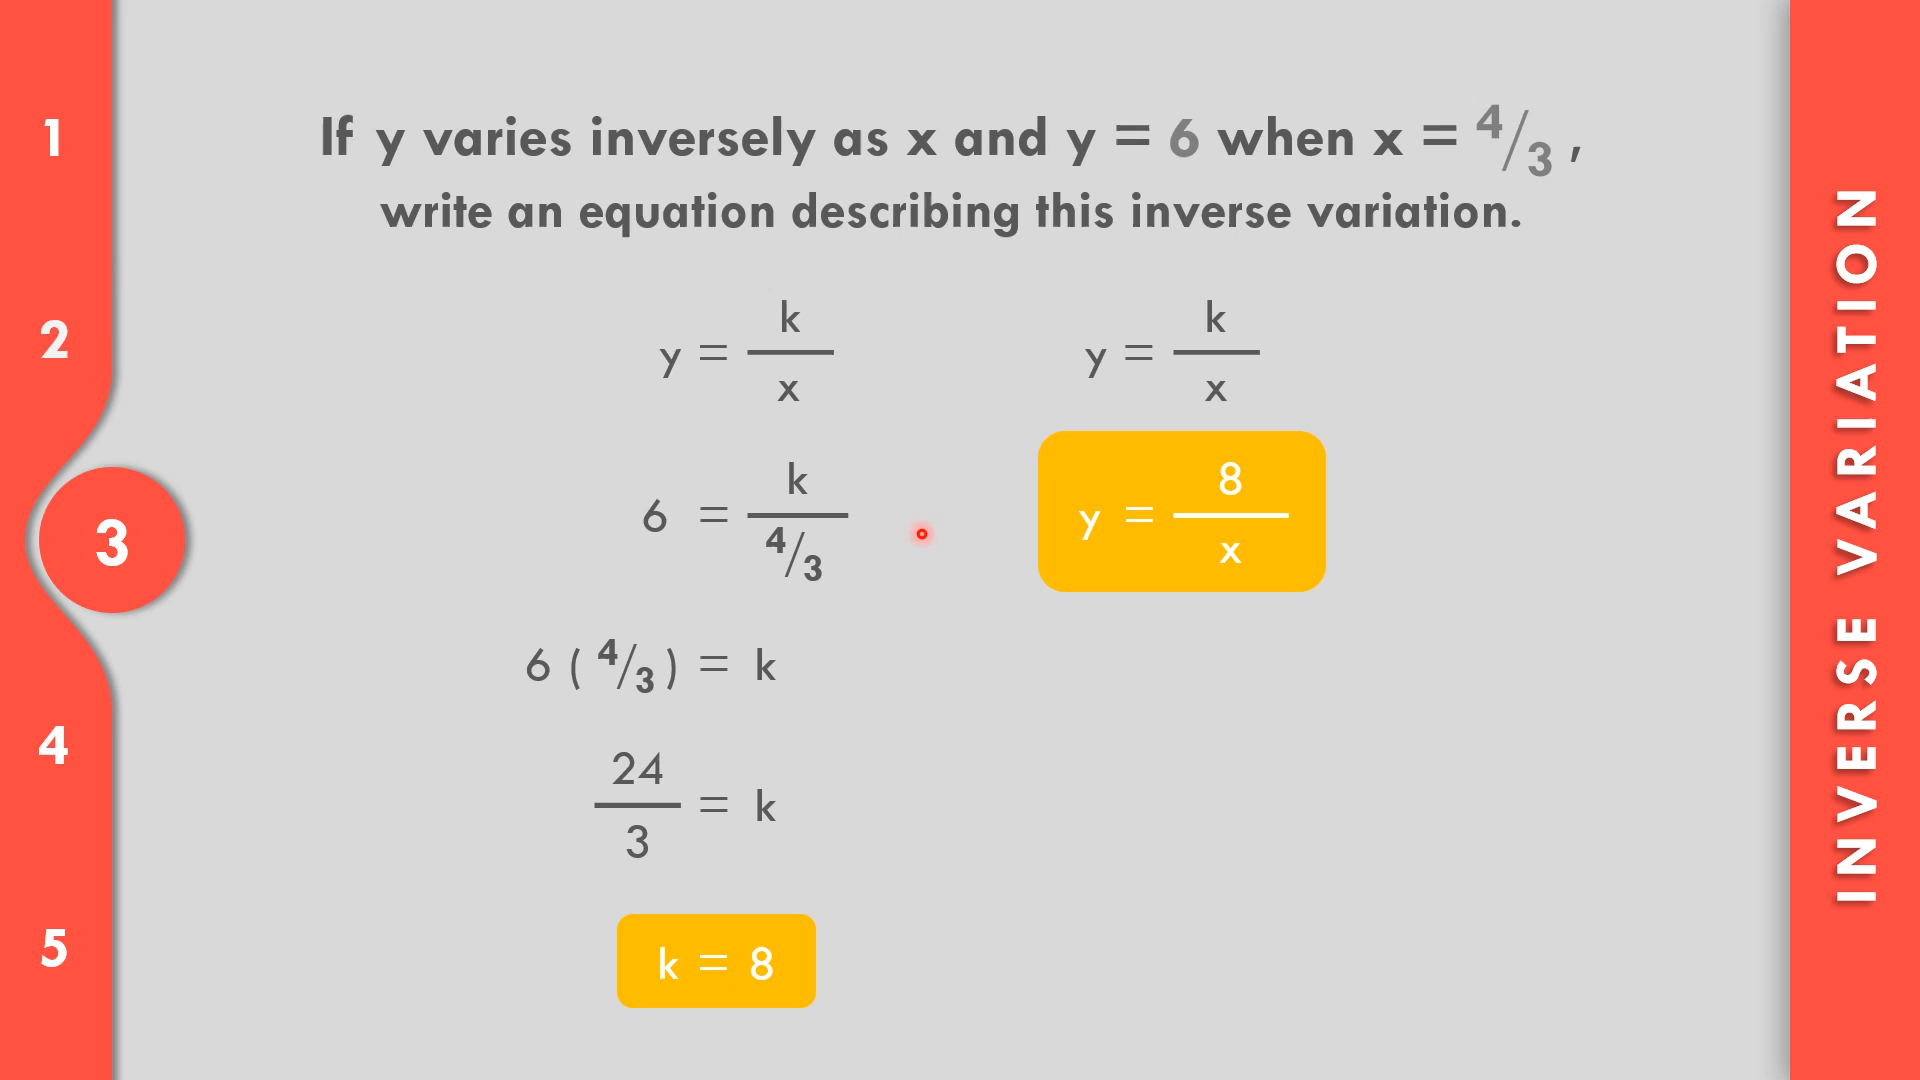 1
2
3
4
5
If y varies inversely as x and y = 6 when x = 4/3 ,
write an equation describing this inverse variation.
y = k/x
6 = k/(4/3)
6 ( 4/3 ) = k
24/3 = k
k = 8
y = k/x
y = 8/x
INVERSE VARIATION